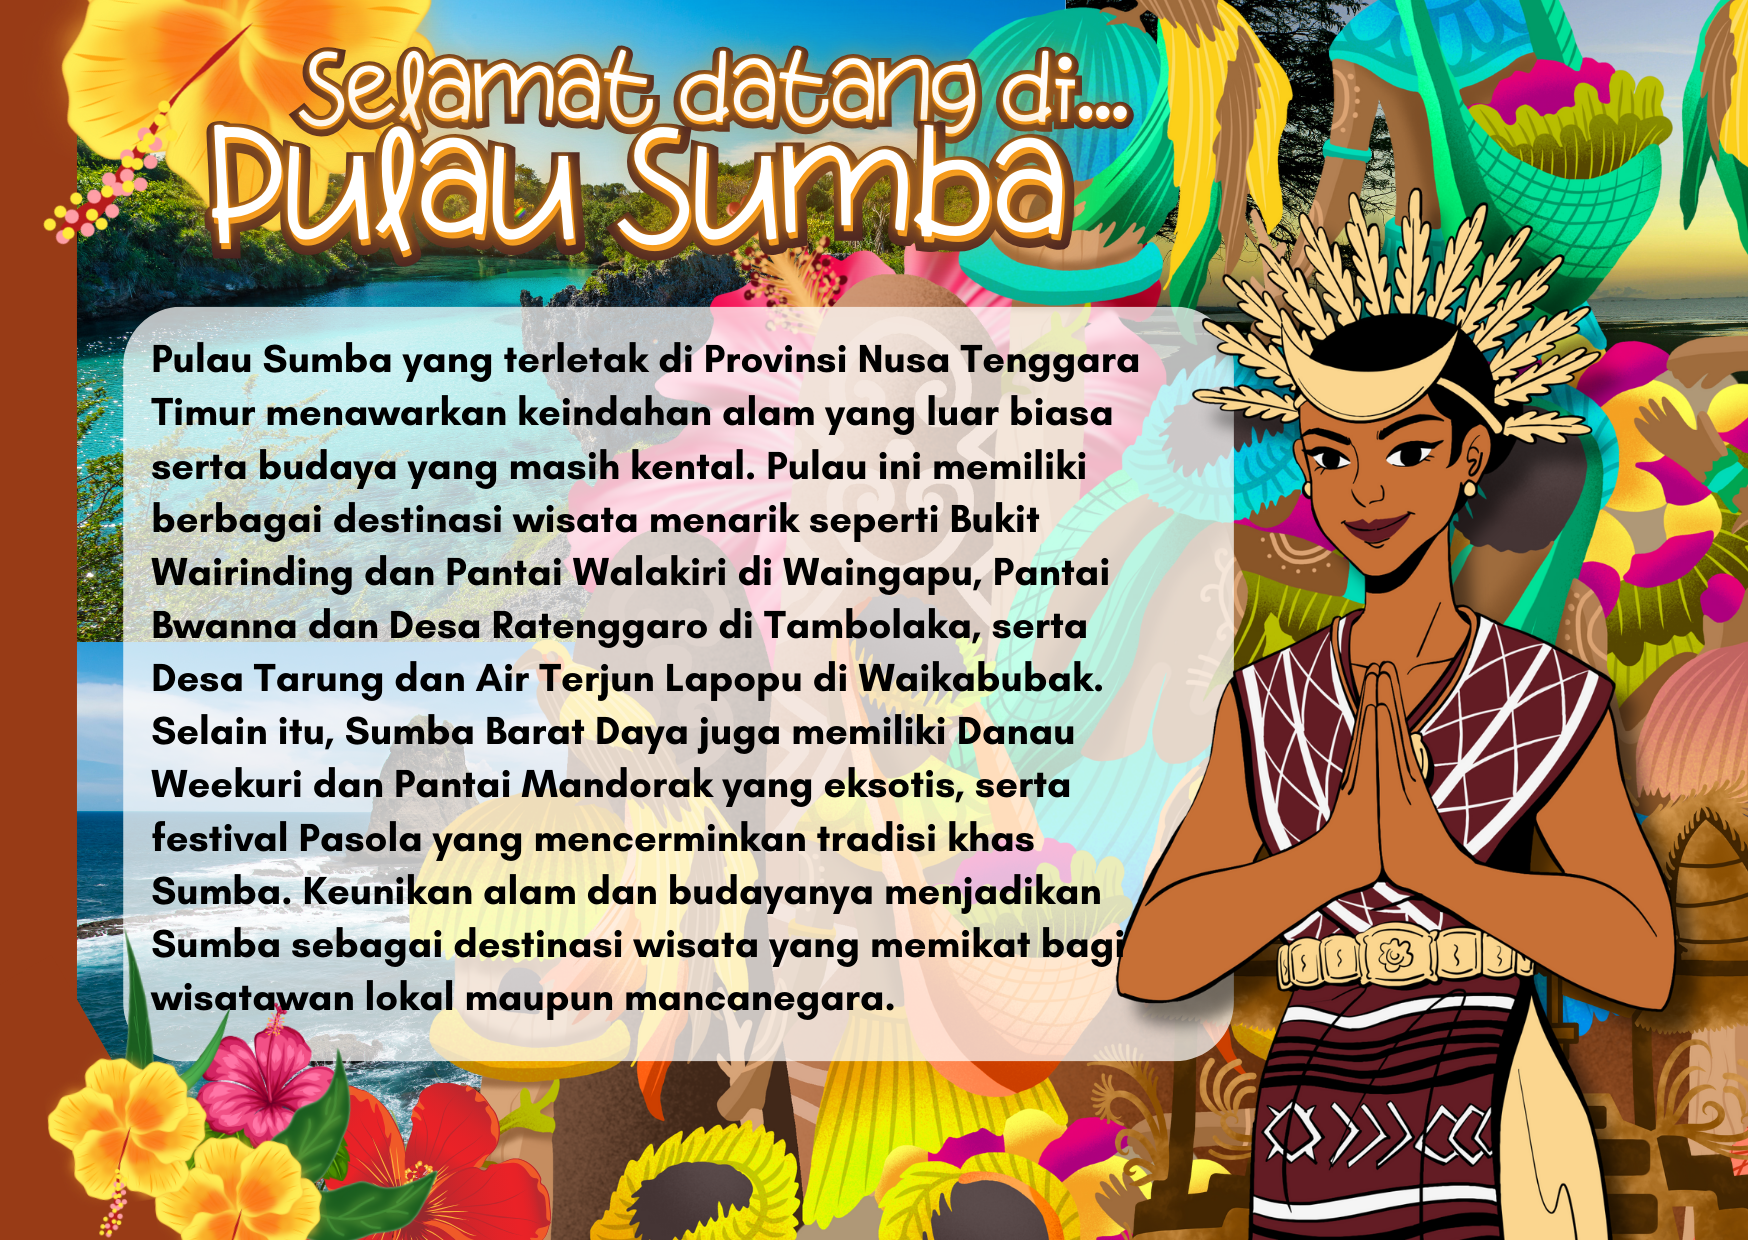 Selamat datang di...
Pulau Sumba
Pulau Sumba yang terletak di Provinsi Nusa Tenggara
Timur menawarkan keindahan alam yang luar biasa
serta budaya yang masih kental. Pulau ini memiliki
berbagai destinasi wisata menarik seperti Bukit
Wairinding dan Pantai Walakiri di Waingapu, Pantai
Bwanna dan Desa Ratenggaro di Tambolaka, serta
Desa Tarung dan Air Terjun Lapopu di Waikabubak.
Selain itu, Sumba Barat Daya juga memiliki Danau
Weekuri dan Pantai Mandorak yang eksotis, serta
festival Pasola yang mencerminkan tradisi khas
Sumba. Keunikan alam dan budayanya menjadikan
Sumba sebagai destinasi wisata yang memikat bagi
wisatawan lokal maupun mancanegara.